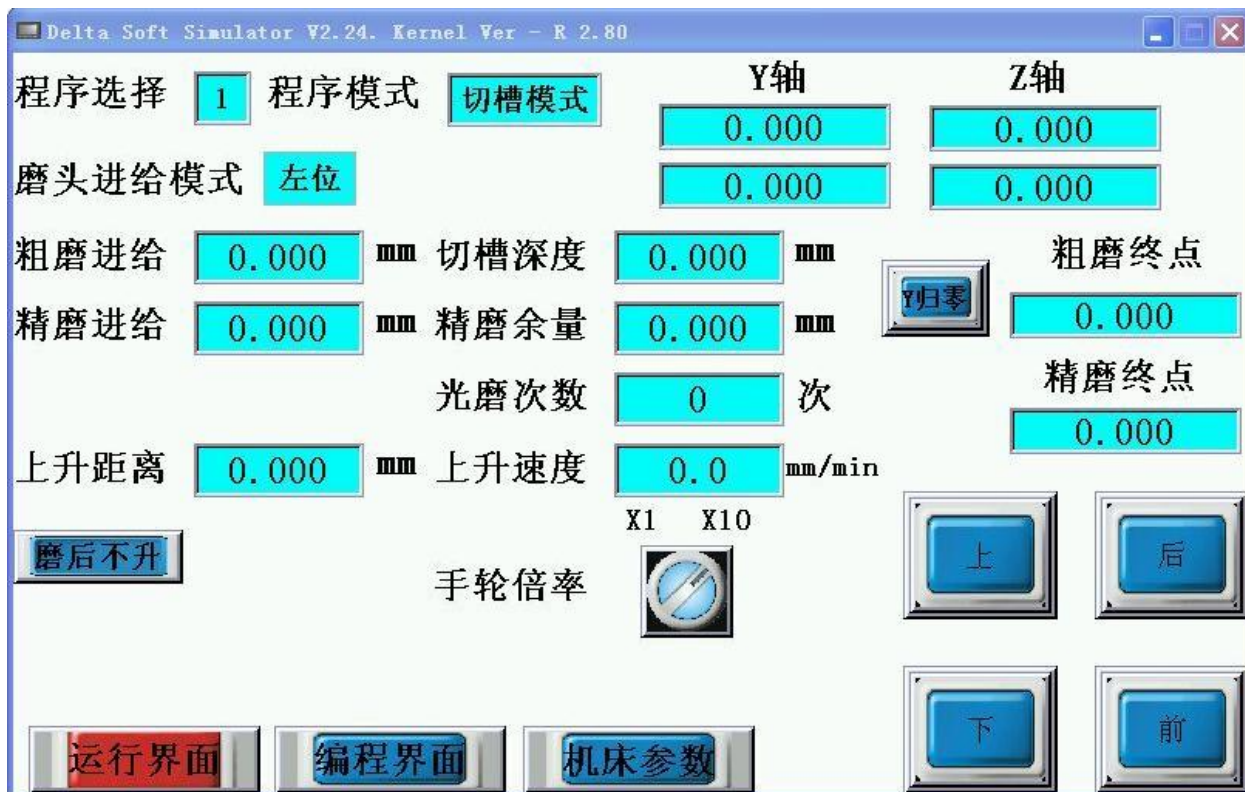 Delta Soft Simulator V2.24. Kernel Ver - R 2.80
程序选择 1 程序模式 切槽模式 Y轴 Z轴
0.000 0.000
磨头进给模式 左位 0.000 0.000
粗磨进给 0.000 mm 切槽深度 0.000 mm Y归零 粗磨终点
0.000
精磨进给 0.000 mm 精磨余量 0.000 mm
光磨次数 0 次 精磨终点
0.000
上升距离 0.000 mm 上升速度 0.0 mm/min
X1 X10
磨后不升 手轮倍率 上 后
下 前
运行界面 编程界面 机床参数